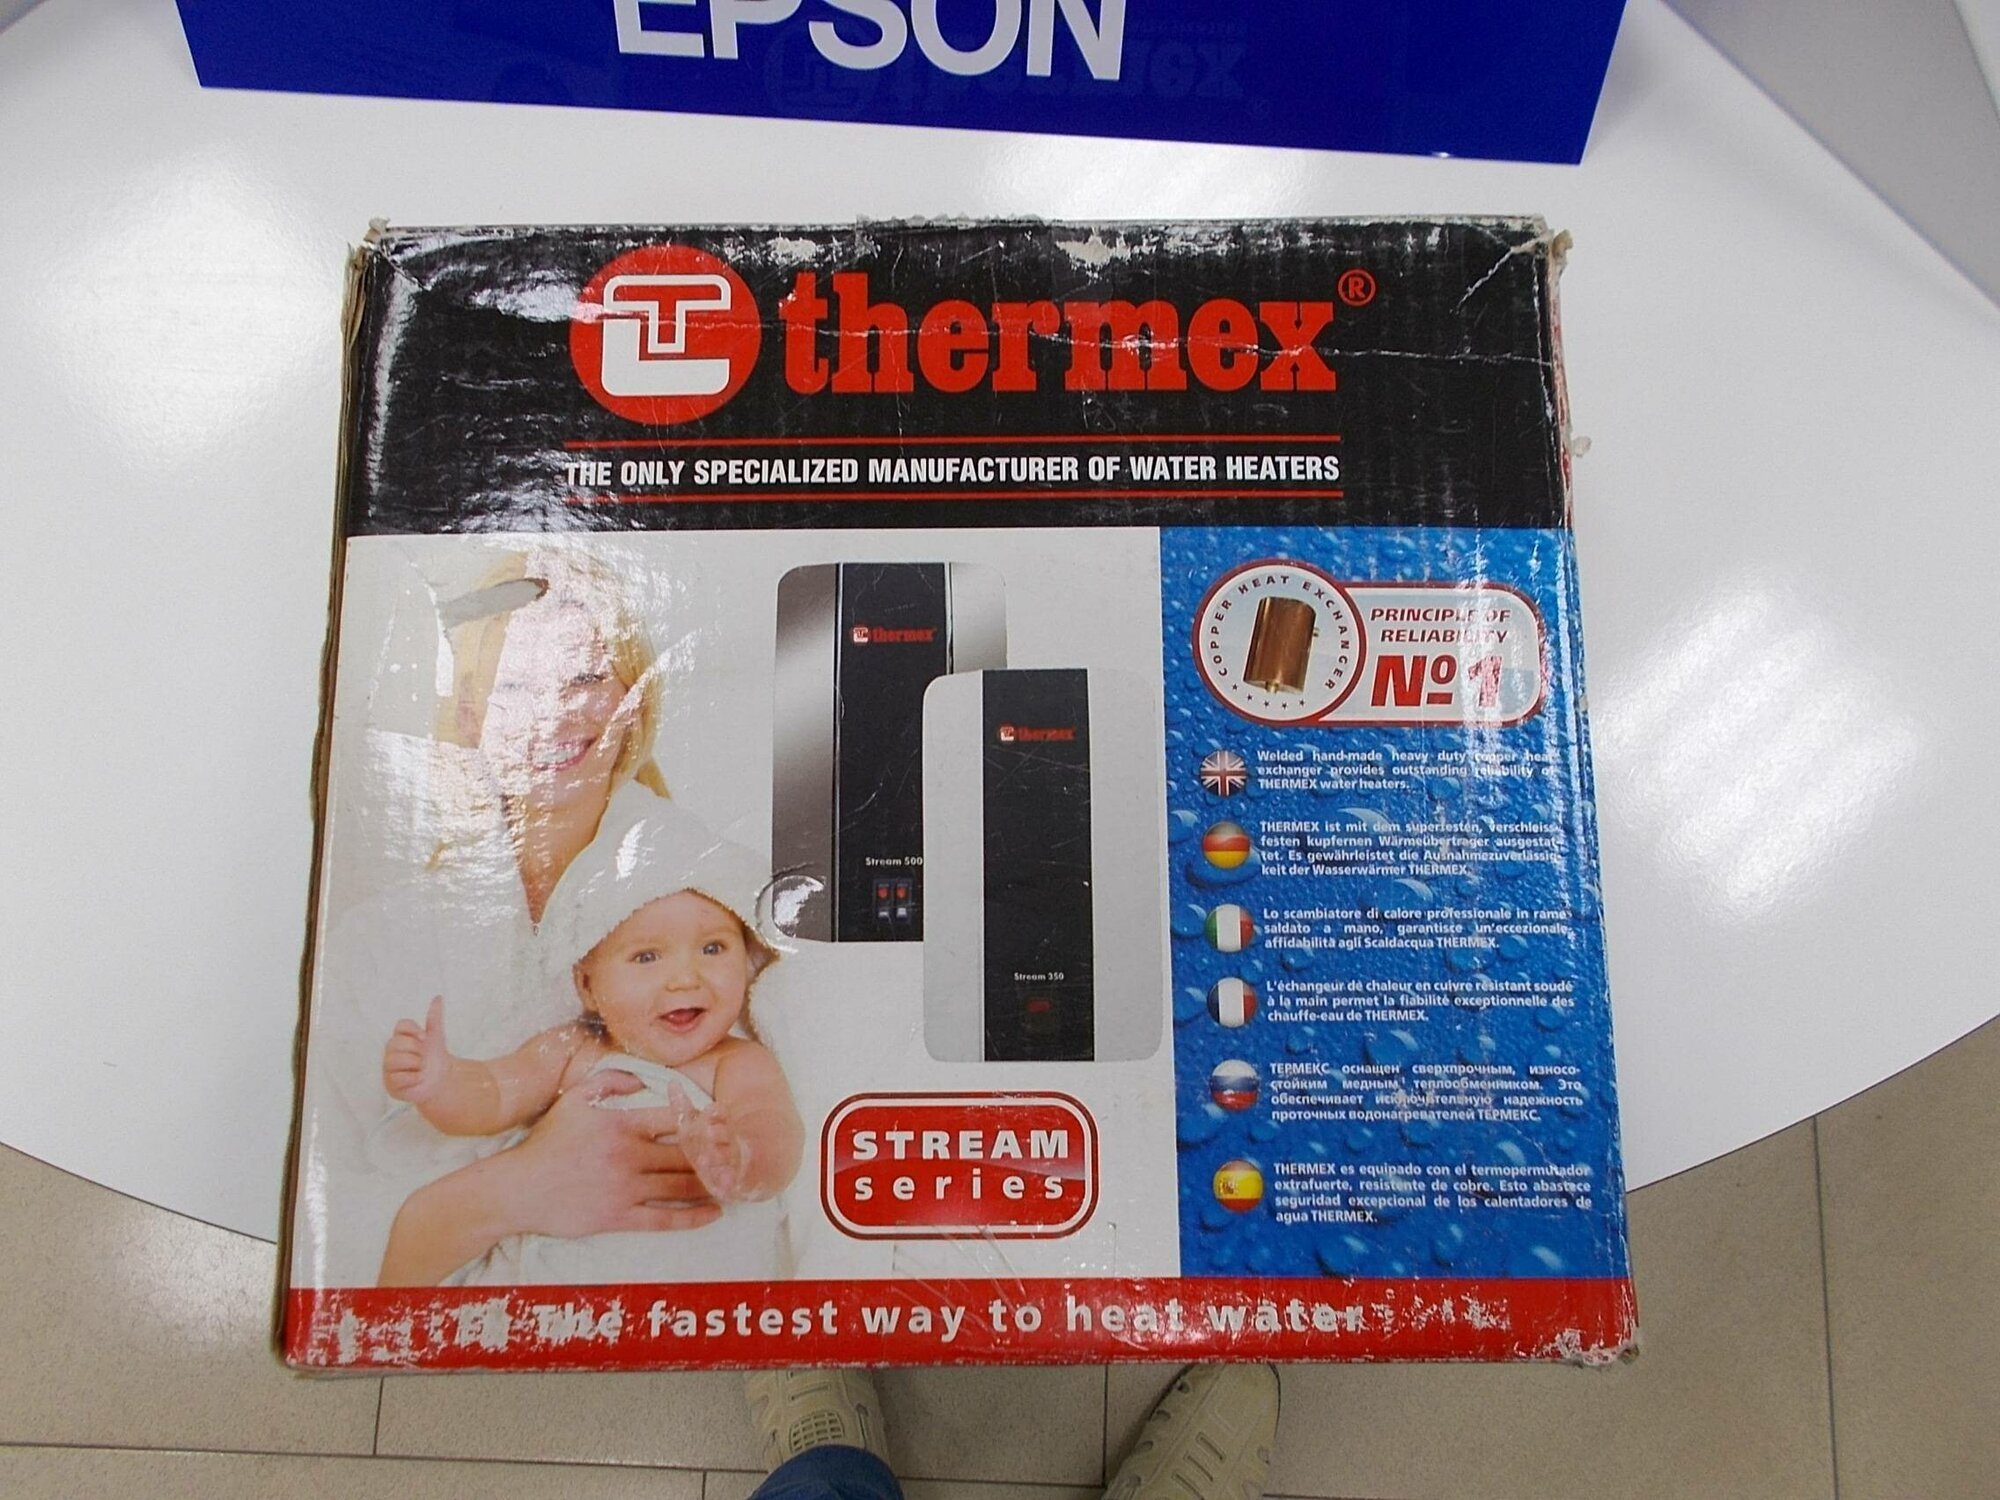 EPSON
thermex®
THE ONLY SPECIALIZED MANUFACTURER OF WATER HEATERS
thermex
Stream 500
thermex
Stream 350
STREAM
series
COPPER HEAT EXCHANGER
PRINCIPLE OF
RELIABILITY
№1
Welded hand-made heavy duty copper heat
exchanger provides outstanding reliability of
THERMEX water heaters.
THERMEX ist mit dem superfesten, verschleiss-
festen kupfernen Wärmeübertrager ausgestat-
tet. Es gewährleistet die Ausnahmezuverlässig-
keit der Wasserwärmer THERMEX.
Lo scambiatore di calore professionale in rame
saldato a mano, garantisce un'eccezionale
affidabilità agli Scaldacqua THERMEX.
L'échangeur de chaleur en cuivre résistant soudé
à la main permet la fiabilité exceptionnelle des
chauffe-eau de THERMEX.
ТЕРМЕКС оснащен сверхпрочным, износо-
стойким медным теплообменником. Это
обеспечивает исключительную надежность
проточных водонагревателей ТЕРМЕКС.
THERMEX es equipado con el termopermutador
extrafuerte, resistente de cobre. Esto abastece
seguridad excepcional de los calentadores de
agua THERMEX.
The fastest way to heat water